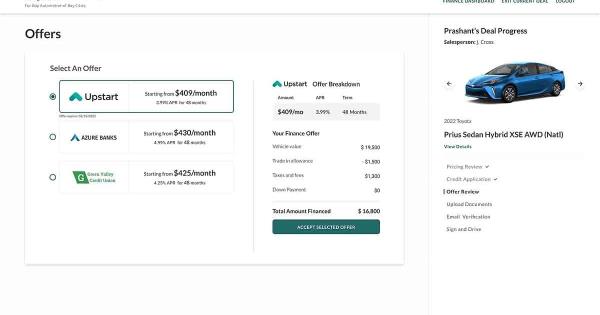 For Bay Automotive of Bay Cities
FINANCE DASHBOARD EXIT CURRENT DEAL LOGOUT
Offers
Select An Offer
Upstart
Starting from $409/month
3.99% APR for 48 months
Offer expires 08/19/2022
AZURE BANKS
Starting from $430/month
4.99% APR for 48 months
Green Valley
Credit Union
Starting from $425/month
4.25% APR for 48 months
Upstart Offer Breakdown
Amount APR Term
$409/mo 3.99% 48 Months
Your Finance Offer
Vehicle value $ 19,500
Trade in allowance - $1,500
Taxes and fees $1,300
Down Payment $0
Total Amount Financed $ 16,800
ACCEPT SELECTED OFFER
Prashant's Deal Progress
Salesperson: J. Cross
2022 Toyota
Prius Sedan Hybrid XSE AWD (Natl)
View Details
Pricing Review
Credit Application
Offer Review
Upload Documents
Email Verification
Sign and Drive